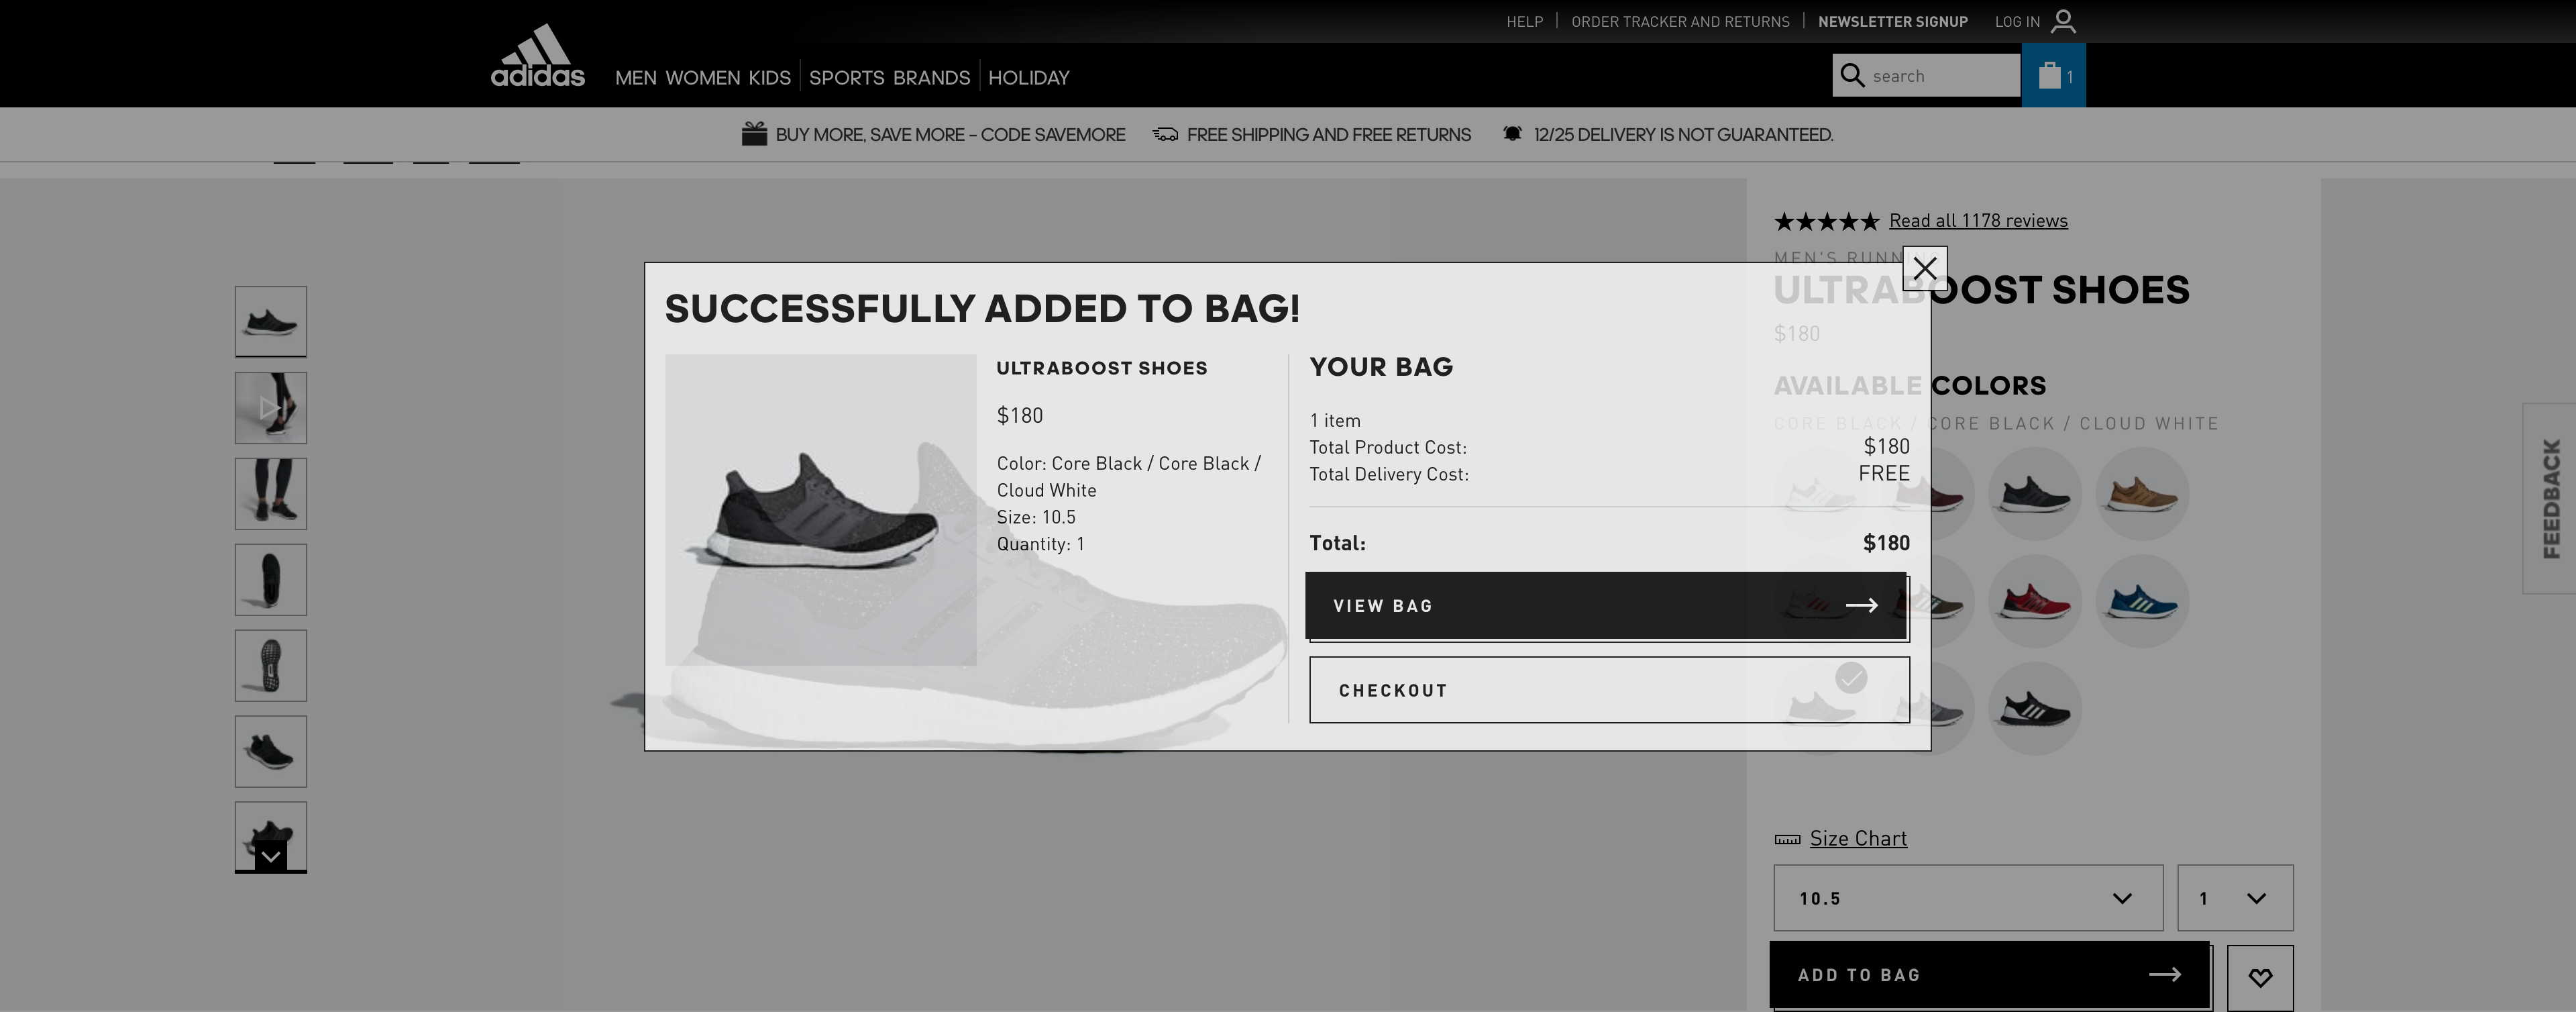 HELP
ORDER TRACKER AND RETURNS
NEWSLETTER SIGNUP
LOG IN
adidas
MEN WOMEN KIDS
SPORTS BRANDS
HOLIDAY
search
1
BUY MORE, SAVE MORE – CODE SAVEMORE
FREE SHIPPING AND FREE RETURNS
12/25 DELIVERY IS NOT GUARANTEED.
SUCCESSFULLY ADDED TO BAG!
ULTRABOOST SHOES
$180
Color: Core Black / Core Black /
Cloud White
Size: 10.5
Quantity: 1
YOUR BAG
1 item
Total Product Cost: $180
Total Delivery Cost: FREE
Total: $180
VIEW BAG
CHECKOUT
Read all 1178 reviews
MEN'S RUNN
ULTRABOOST SHOES
$180
AVAILABLE COLORS
CORE BLACK / CORE BLACK / CLOUD WHITE
Size Chart
10.5
1
ADD TO BAG
FEEDBACK